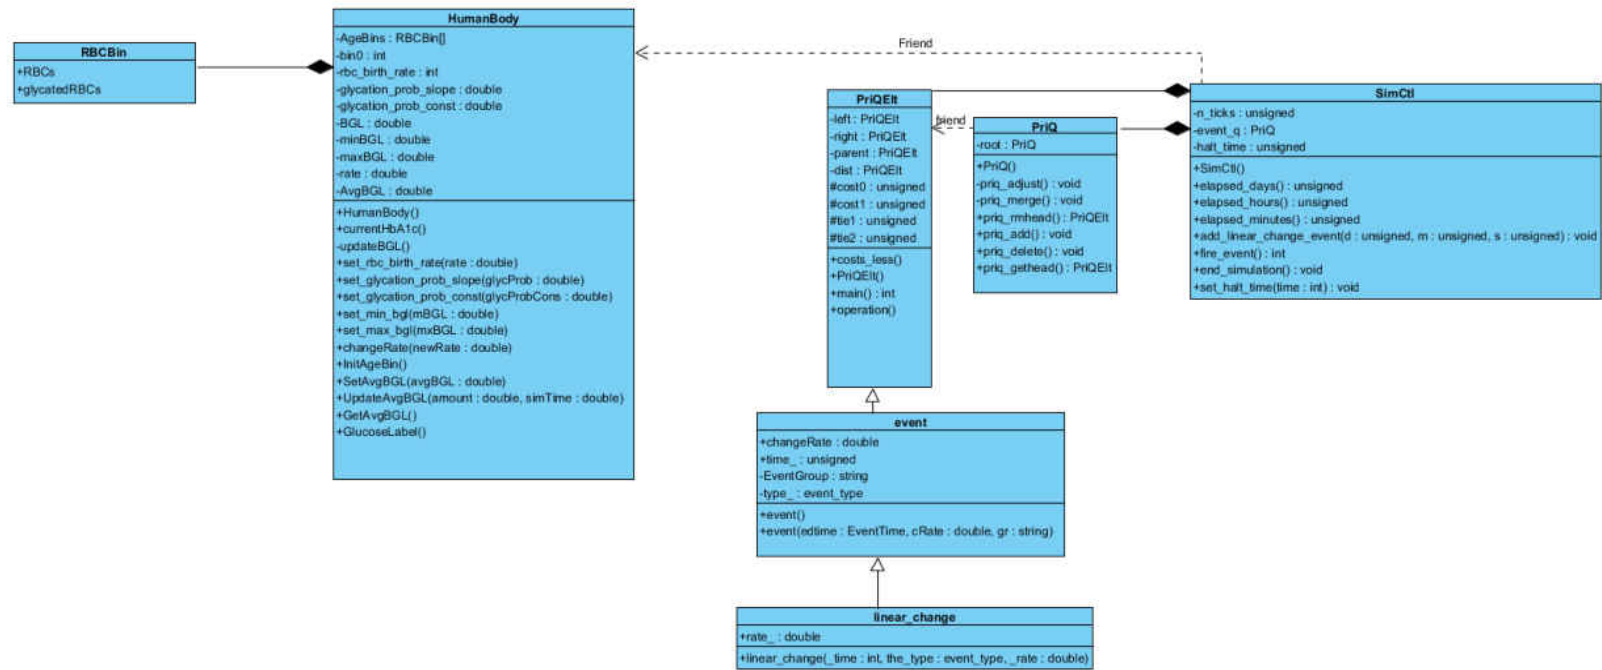 RBCBin
+RBCs
+glycatedRBCs
HumanBody
-AgeBins : RBCBin[]
-bin0 : int
-rbc_birth_rate : int
-glycation_prob_slope : double
-glycation_prob_const : double
-BGL : double
-minBGL : double
-maxBGL : double
-rate : double
-AvgBGL : double
+HumanBody()
+currentHbA1c()
-updateBGL()
+set_rbc_birth_rate(rate : double)
+set_glycation_prob_slope(glycProb : double)
+set_glycation_prob_const(glycProbCons : double)
+set_min_bgl(mBGL : double)
+set_max_bgl(mxBGL : double)
+changeRate(newRate : double)
+InitAgeBin()
+SetAvgBGL(avgBGL : double)
+UpdateAvgBGL(amount : double, simTime : double)
+GetAvgBGL()
+GlucoseLabel()
Friend
PriQElt
-left : PriQElt
-right : PriQElt
-parent : PriQElt
-dist : PriQElt
#cost0 : unsigned
#cost1 : unsigned
#tie1 : unsigned
#tie2 : unsigned
+costs_less()
+PriQElt()
+main() : int
+operation()
friend
PriQ
-root : PriQ
+PriQ()
-priq_adjust() : void
-priq_merge() : void
+priq_rmhead() : PriQElt
+priq_add() : void
+priq_delete() : void
+priq_gethead() : PriQElt
SimCtl
-n_ticks : unsigned
-event_q : PriQ
-halt_time : unsigned
+SimCtl()
+elapsed_days() : unsigned
+elapsed_hours() : unsigned
+elapsed_minutes() : unsigned
+add_linear_change_event(d : unsigned, m : unsigned, s : unsigned) : void
+fire_event() : int
+end_simulation() : void
+set_halt_time(time : int) : void
event
+changeRate : double
+time_ : unsigned
-EventGroup : string
-type_ : event_type
+event()
+event(edtime : EventTime, cRate : double, gr : string)
linear_change
+rate_ : double
+linear_change(_time : int, the_type : event_type, _rate : double)